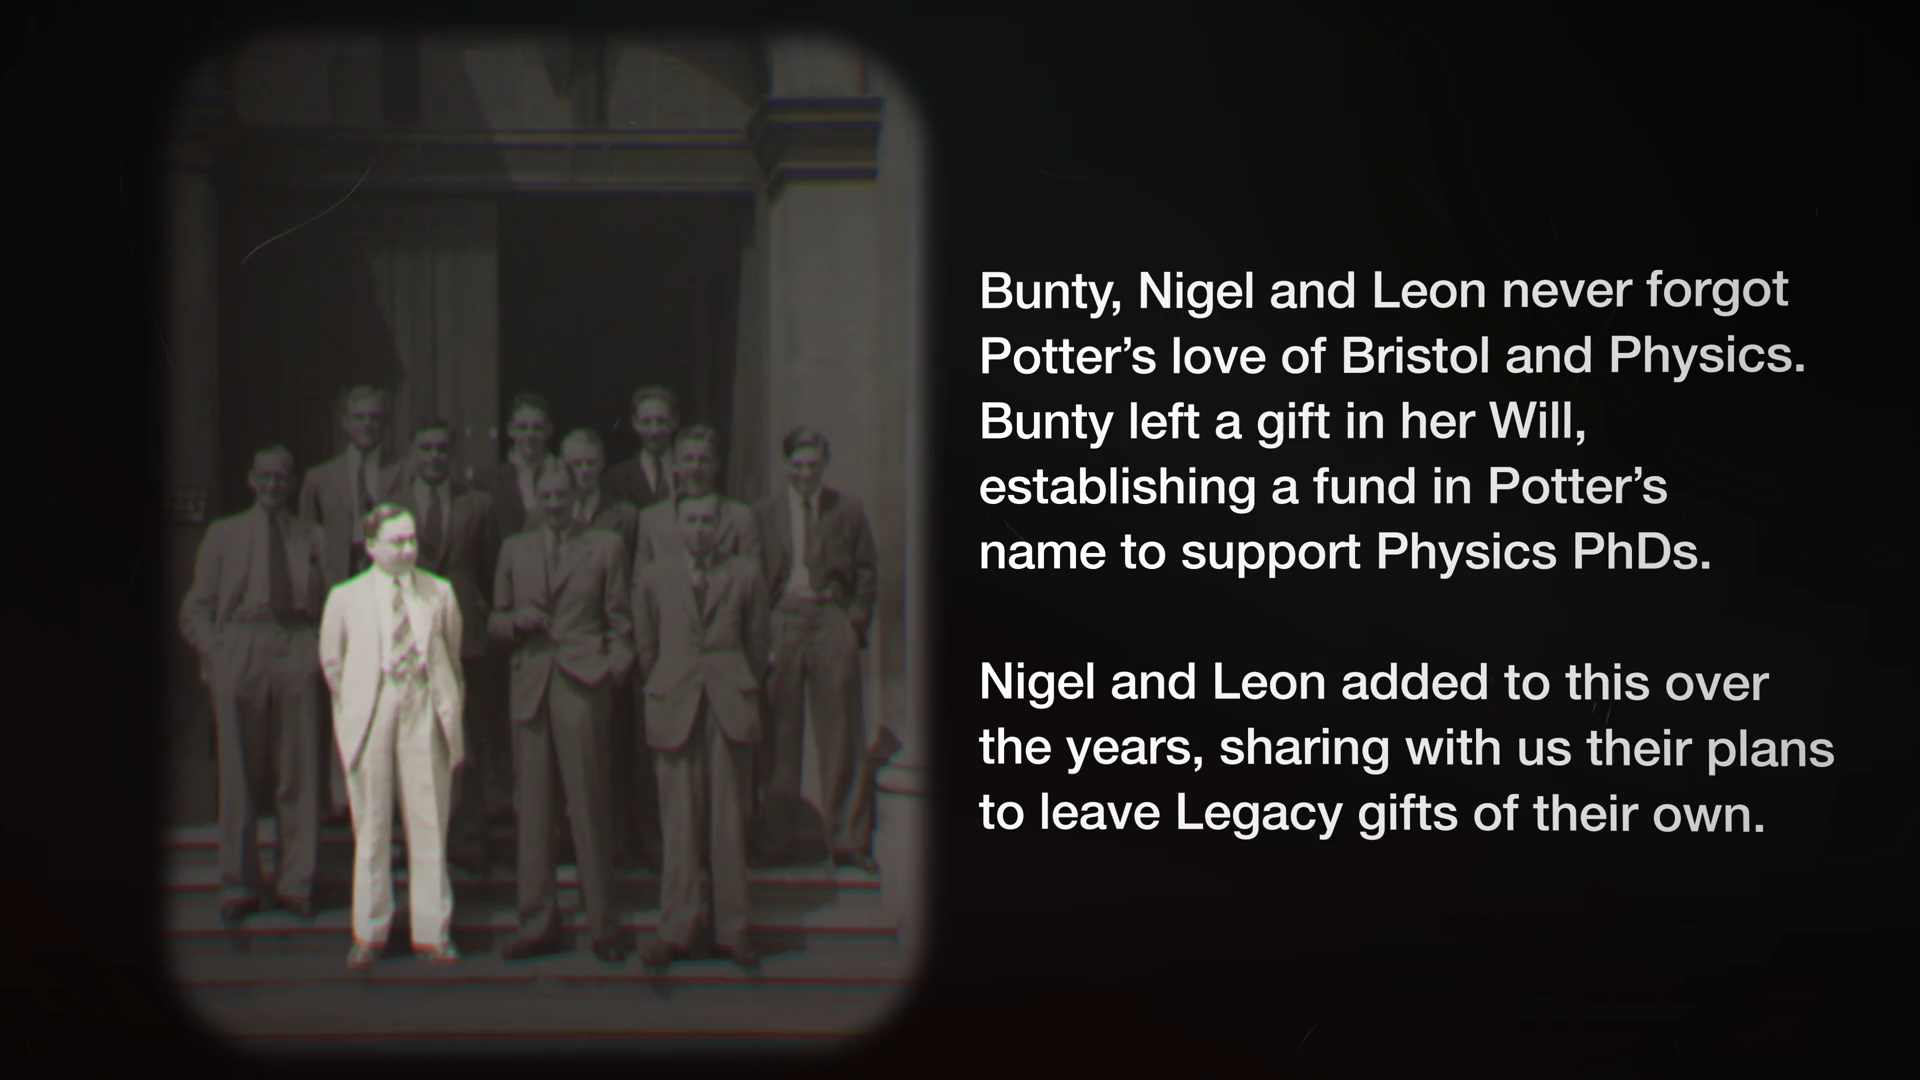 Bunty, Nigel and Leon never forgot
Potter’s love of Bristol and Physics.
Bunty left a gift in her Will,
establishing a fund in Potter’s
name to support Physics PhDs.
Nigel and Leon added to this over
the years, sharing with us their plans
to leave Legacy gifts of their own.